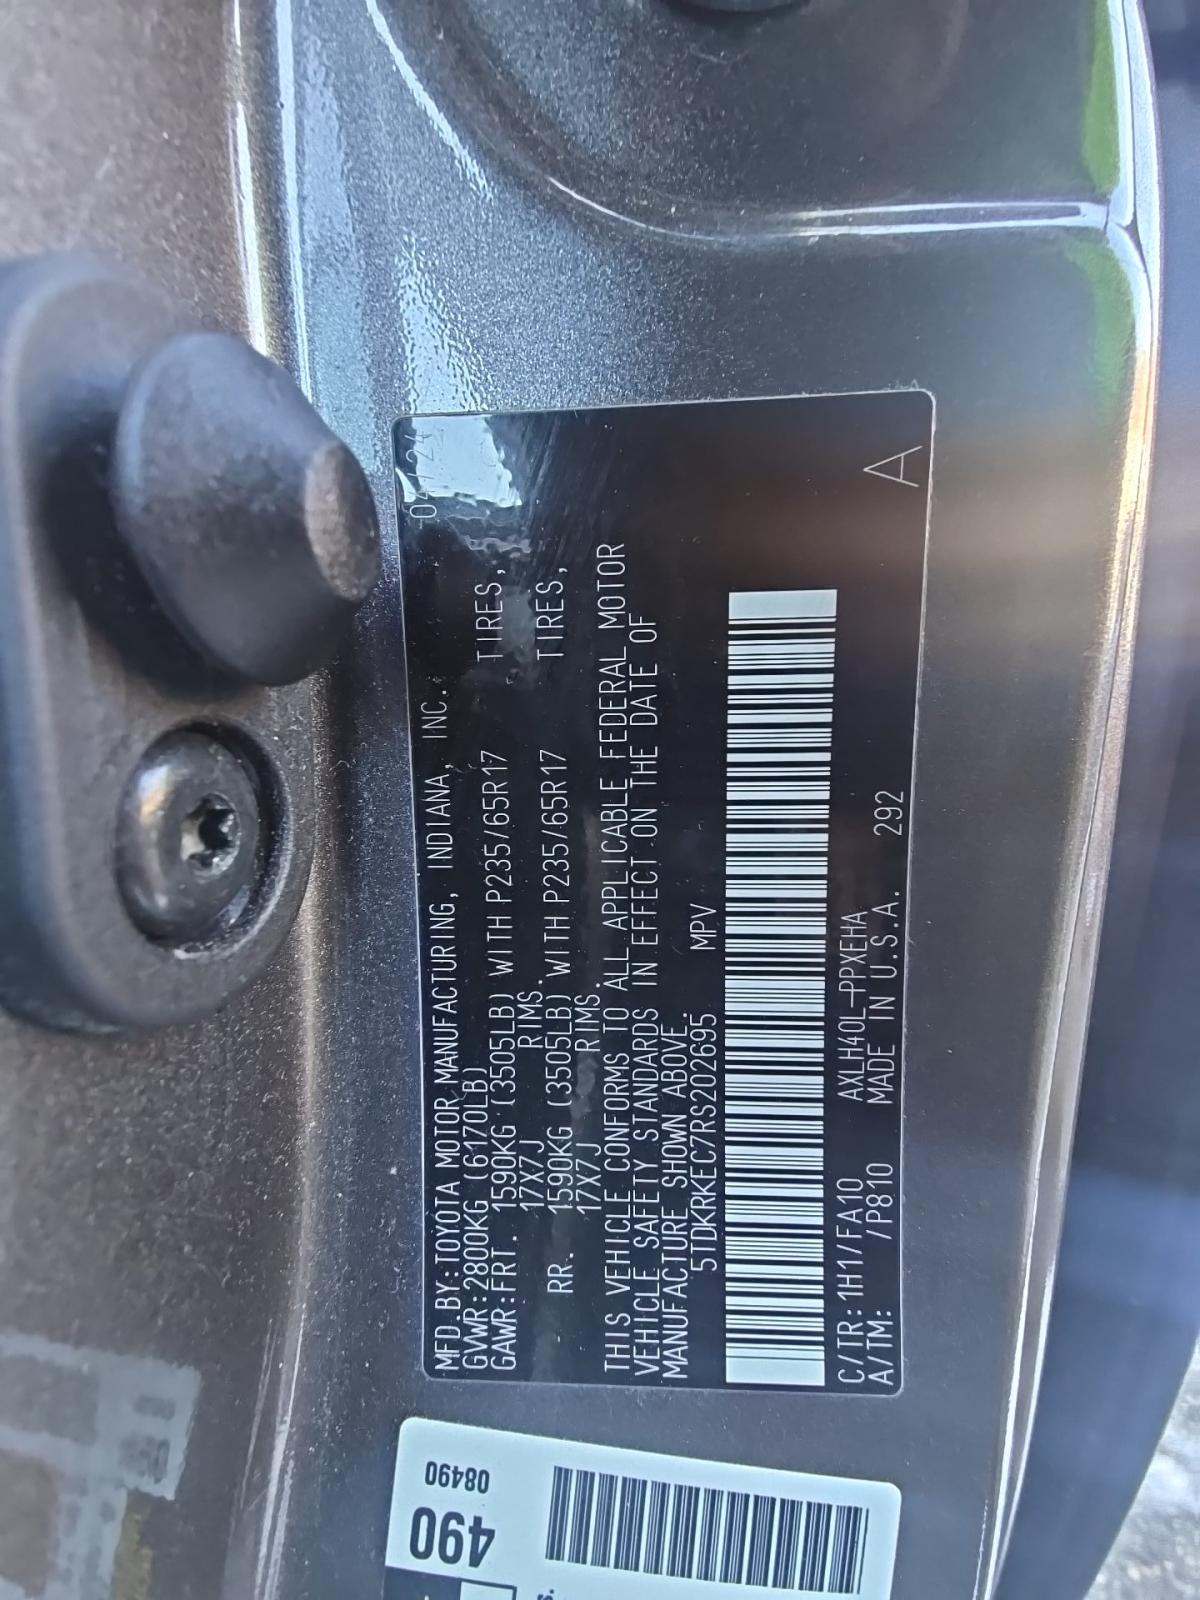 04/24
MFD.BY:TOYOTA MOTOR MANUFACTURING, INDIANA, INC.
GVWR:2800KG (6170LB)
GAWR:FRT. 1590KG (3505LB) WITH P235/65R17 TIRES,
17X7J RIMS.
RR. 1590KG (3505LB) WITH P235/65R17 TIRES,
17X7J RIMS.
THIS VEHICLE CONFORMS TO ALL APPLICABLE FEDERAL MOTOR
VEHICLE SAFETY STANDARDS IN EFFECT ON THE DATE OF
MANUFACTURE SHOWN ABOVE.
5TDKRKEC7RS202695 MPV
C/TR:1H1/FA10 AXLH40L-PPXEHA
A/TM: /P810 MADE IN U.S.A. 292
A
08490
490